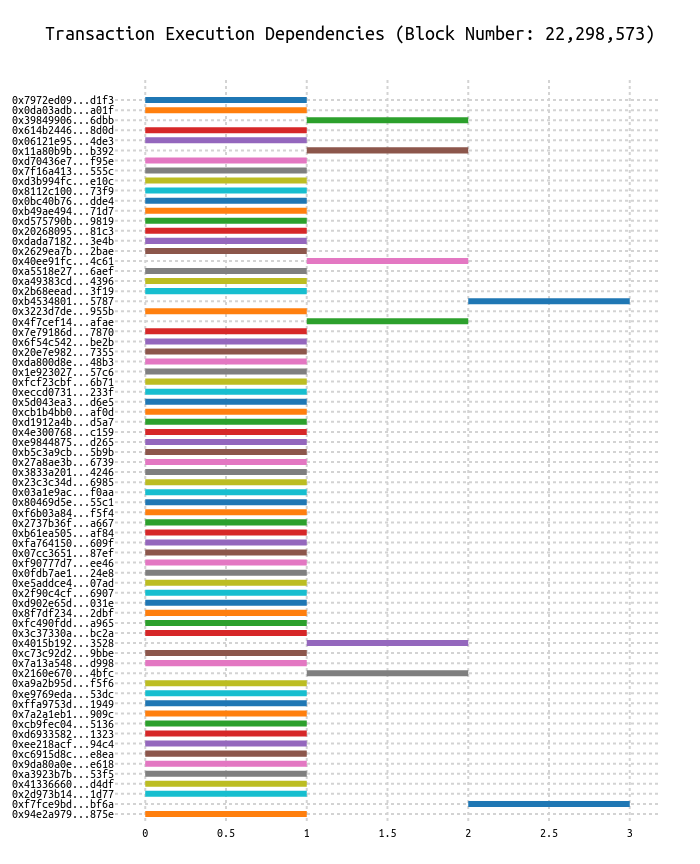 Transaction Execution Dependencies (Block Number: 22,298,573)
0x7972ed09...d1f3
0x0da03adb...a01f
0x39849906...6dbb
0x614b2446...8d0d
0x06121e95...4de3
0x11a80b9b...b392
0xd70436e7...f95e
0x7f16a413...555c
0xd3b994fc...e10c
0x8112c100...73f9
0x0bc40b76...dde4
0xb49ae494...71d7
0xd575790b...9819
0x20268095...81c3
0xdada7182...3e4b
0x2629ea7b...2bae
0x40ee91fc...4c61
0xa5518e27...6aef
0xa49383cd...4396
0x2b68eead...3f19
0xb4534801...5787
0x3223d7de...955b
0x4f7cef14...afae
0x7e79186d...7870
0x6f54c542...be2b
0x20e7e982...7355
0xda800d8e...48b3
0x1e923027...57c6
0xfcf23cbf...6b71
0xeccd0731...233f
0x5d043ea3...d6e5
0xcb1b4bb0...af0d
0xd1912a4b...d5a7
0x4e300768...c159
0xe9844875...d265
0xb5c3a9cb...5b9b
0x27a8ae3b...6739
0x3833a201...4246
0x23c3c34d...6985
0x03a1e9ac...f0aa
0x80469d5e...55c1
0xf6b03a84...f5f4
0x2737b36f...a667
0xb61ea505...af84
0xfa764150...609f
0x07cc3651...87ef
0xf90777d7...ee46
0x0fdb7ae1...24e8
0xe5addce4...07ad
0x2f90c4cf...6907
0xd902e65d...031e
0x8f7df234...2dbf
0xfc490fdd...a965
0x3c37330a...bc2a
0x4015b192...3528
0xc73c92d2...9bbe
0x7a13a548...d998
0x2160e670...4bfc
0xa9a2b95d...f5f6
0xe9769eda...53dc
0xffa9753d...1949
0x7a2a1eb1...909c
0xcb9fec04...5136
0xd6933582...1323
0xee218acf...94c4
0xc6915d8c...e8ea
0x9da80a0e...e618
0xa3923b7b...53f5
0x41336660...d4df
0x2d973b14...1d77
0xf7fce9bd...bf6a
0x94e2a979...875e
0 0.5 1 1.5 2 2.5 3